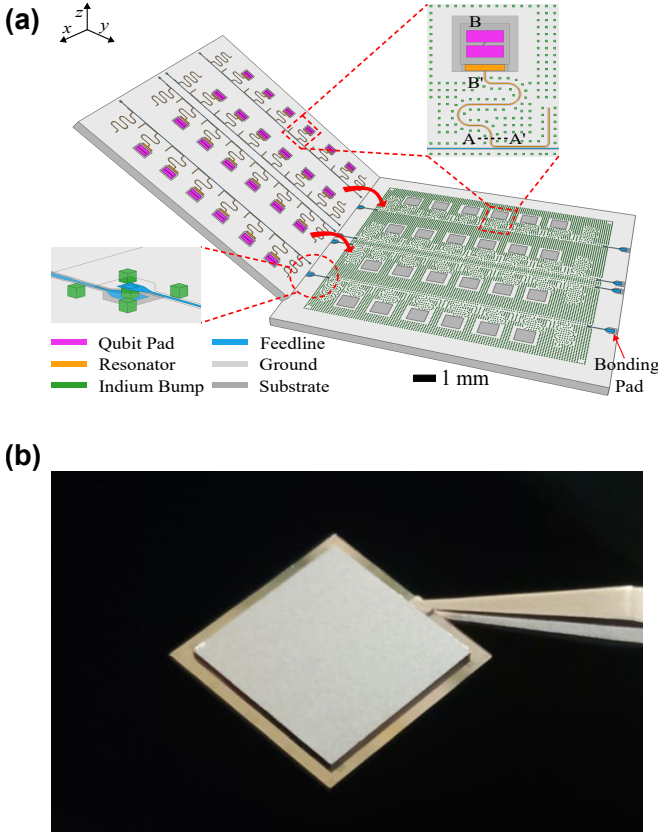 (a)
z
x
y
B
B'
A
A'
Qubit Pad
Feedline
Resonator
Ground
Indium Bump
Substrate
1 mm
Bonding
Pad
(b)